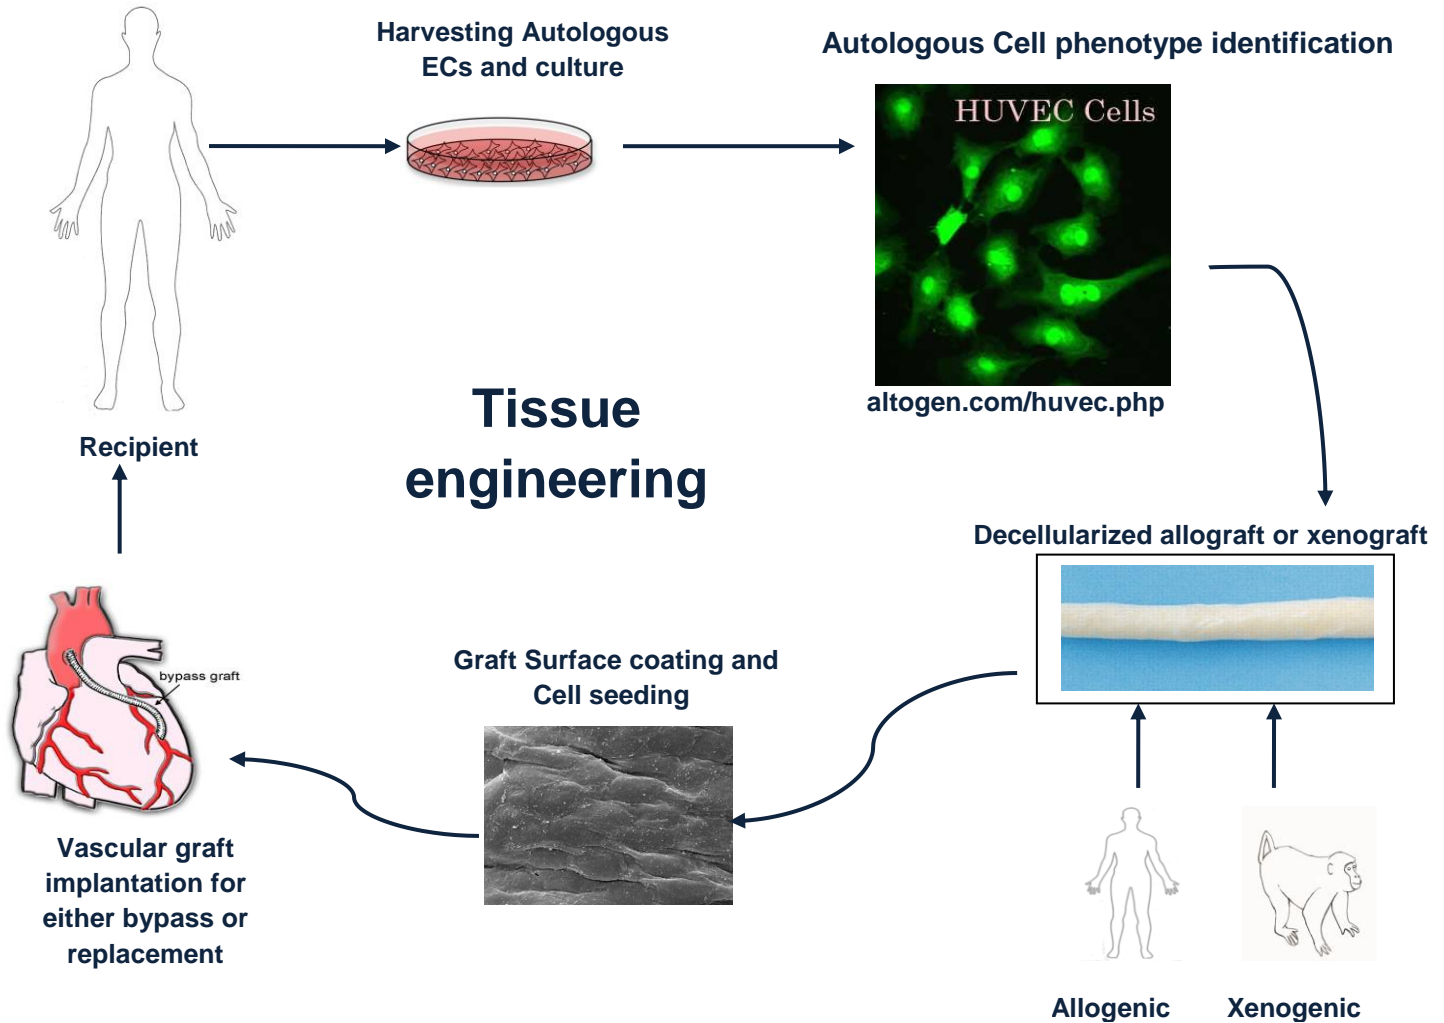 Harvesting Autologous
ECs and culture
Autologous Cell phenotype identification
HUVEC Cells
altogen.com/huvec.php
Tissue
engineering
Recipient
Decellularized allograft or xenograft
Graft Surface coating and
Cell seeding
bypass graft
Vascular graft
implantation for
either bypass or
replacement
Allogenic
Xenogenic